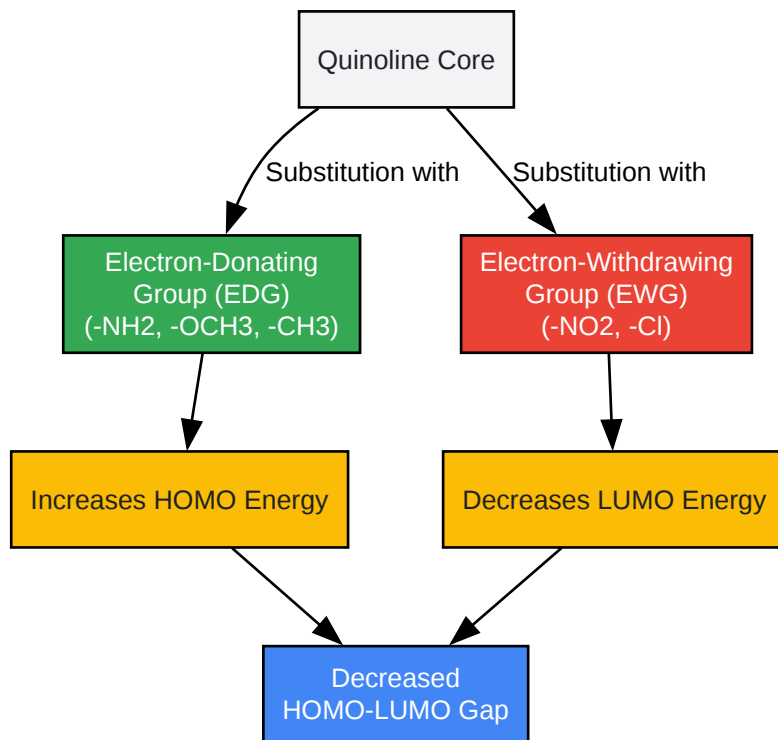 Quinoline Core
Substitution with
Substitution with
Electron-Donating
Group (EDG)
(-NH2, -OCH3, -CH3)
Electron-Withdrawing
Group (EWG)
(-NO2, -Cl)
Increases HOMO Energy
Decreases LUMO Energy
Decreased
HOMO-LUMO Gap